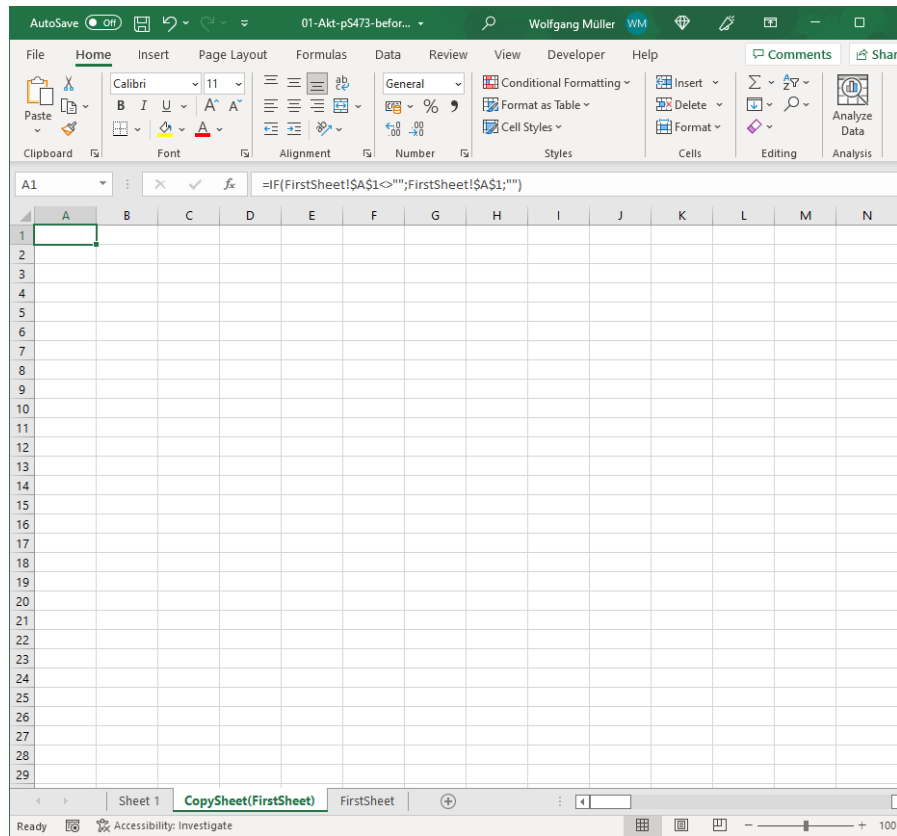 AutoSave Off 01-Akt-pS473-befor... Wolfgang Müller WM
File Home Insert Page Layout Formulas Data Review View Developer Help Comments Shar
Calibri 11 ab General Conditional Formatting Insert Σ
Paste B I U A A % Format as Table Delete Analyze
A Cell Styles Format Data
Clipboard Font Alignment Number Styles Cells Editing Analysis
A1 fx =IF(FirstSheet!$A$1<>"";FirstSheet!$A$1;"")
A B C D E F G H I J K L M N
1
2
3
4
5
6
7
8
9
10
11
12
13
14
15
16
17
18
19
20
21
22
23
24
25
26
27
28
29
Sheet 1 CopySheet(FirstSheet) FirstSheet
Ready Accessibility: Investigate 100